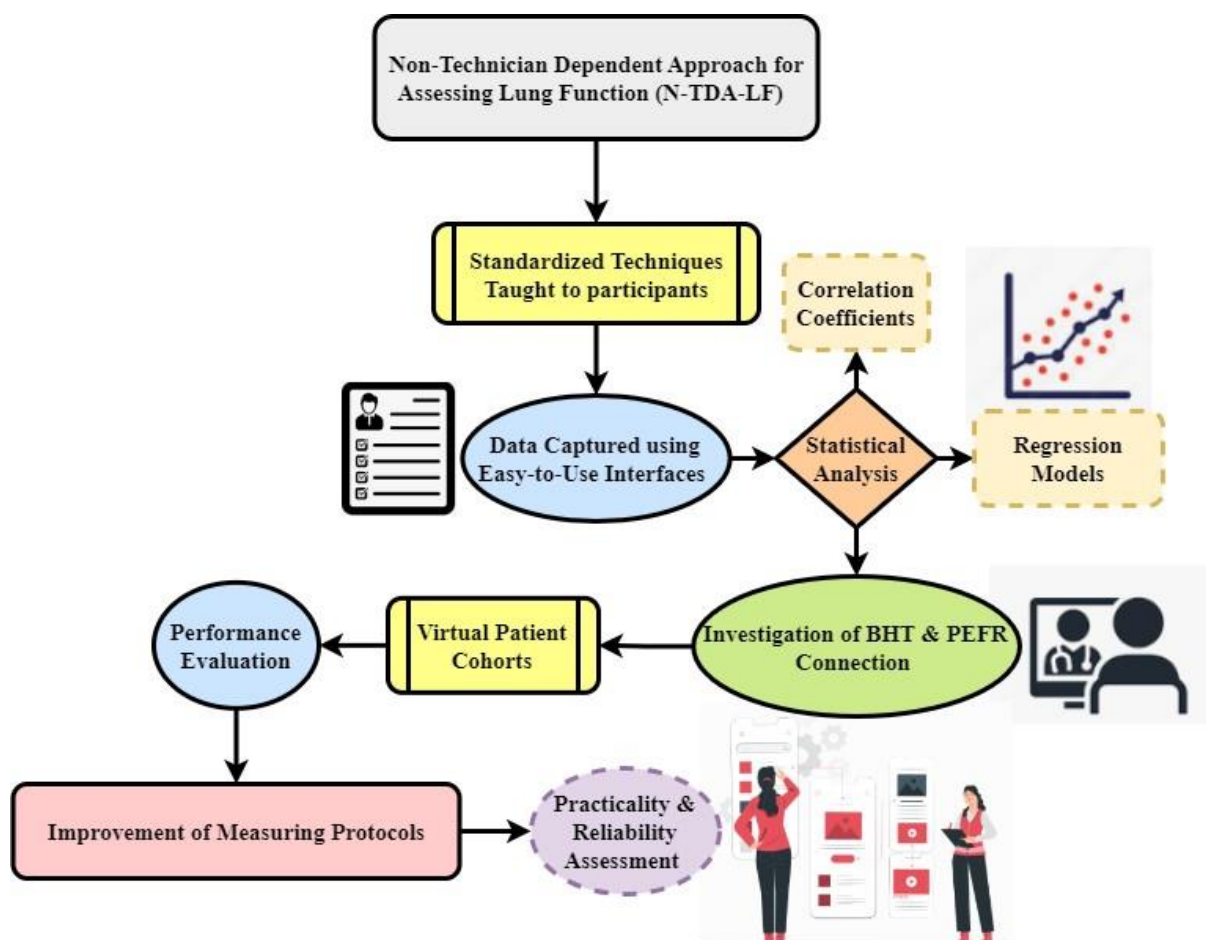 Non-Technician Dependent Approach for
Assessing Lung Function (N-TDA-LF)
Standardized Techniques
Taught to participants
Correlation
Coefficients
Data Captured using
Easy-to-Use Interfaces
Statistical
Analysis
Regression
Models
Investigation of BHT & PEFR
Connection
Virtual Patient
Cohorts
Performance
Evaluation
Improvement of Measuring Protocols
Practicality &
Reliability
Assessment